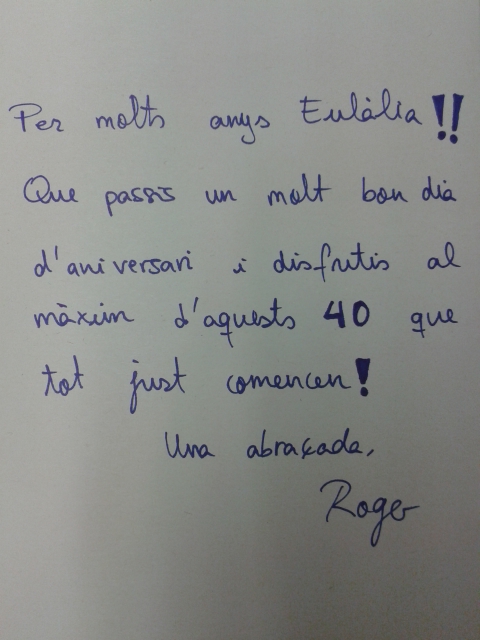 Per molts anys Eulàlia!!
Que passis un molt bon dia
d'aniversari i disfrutis al
màxim d'aquests 40 que
tot just comencen!
Una abraçada,
Roger